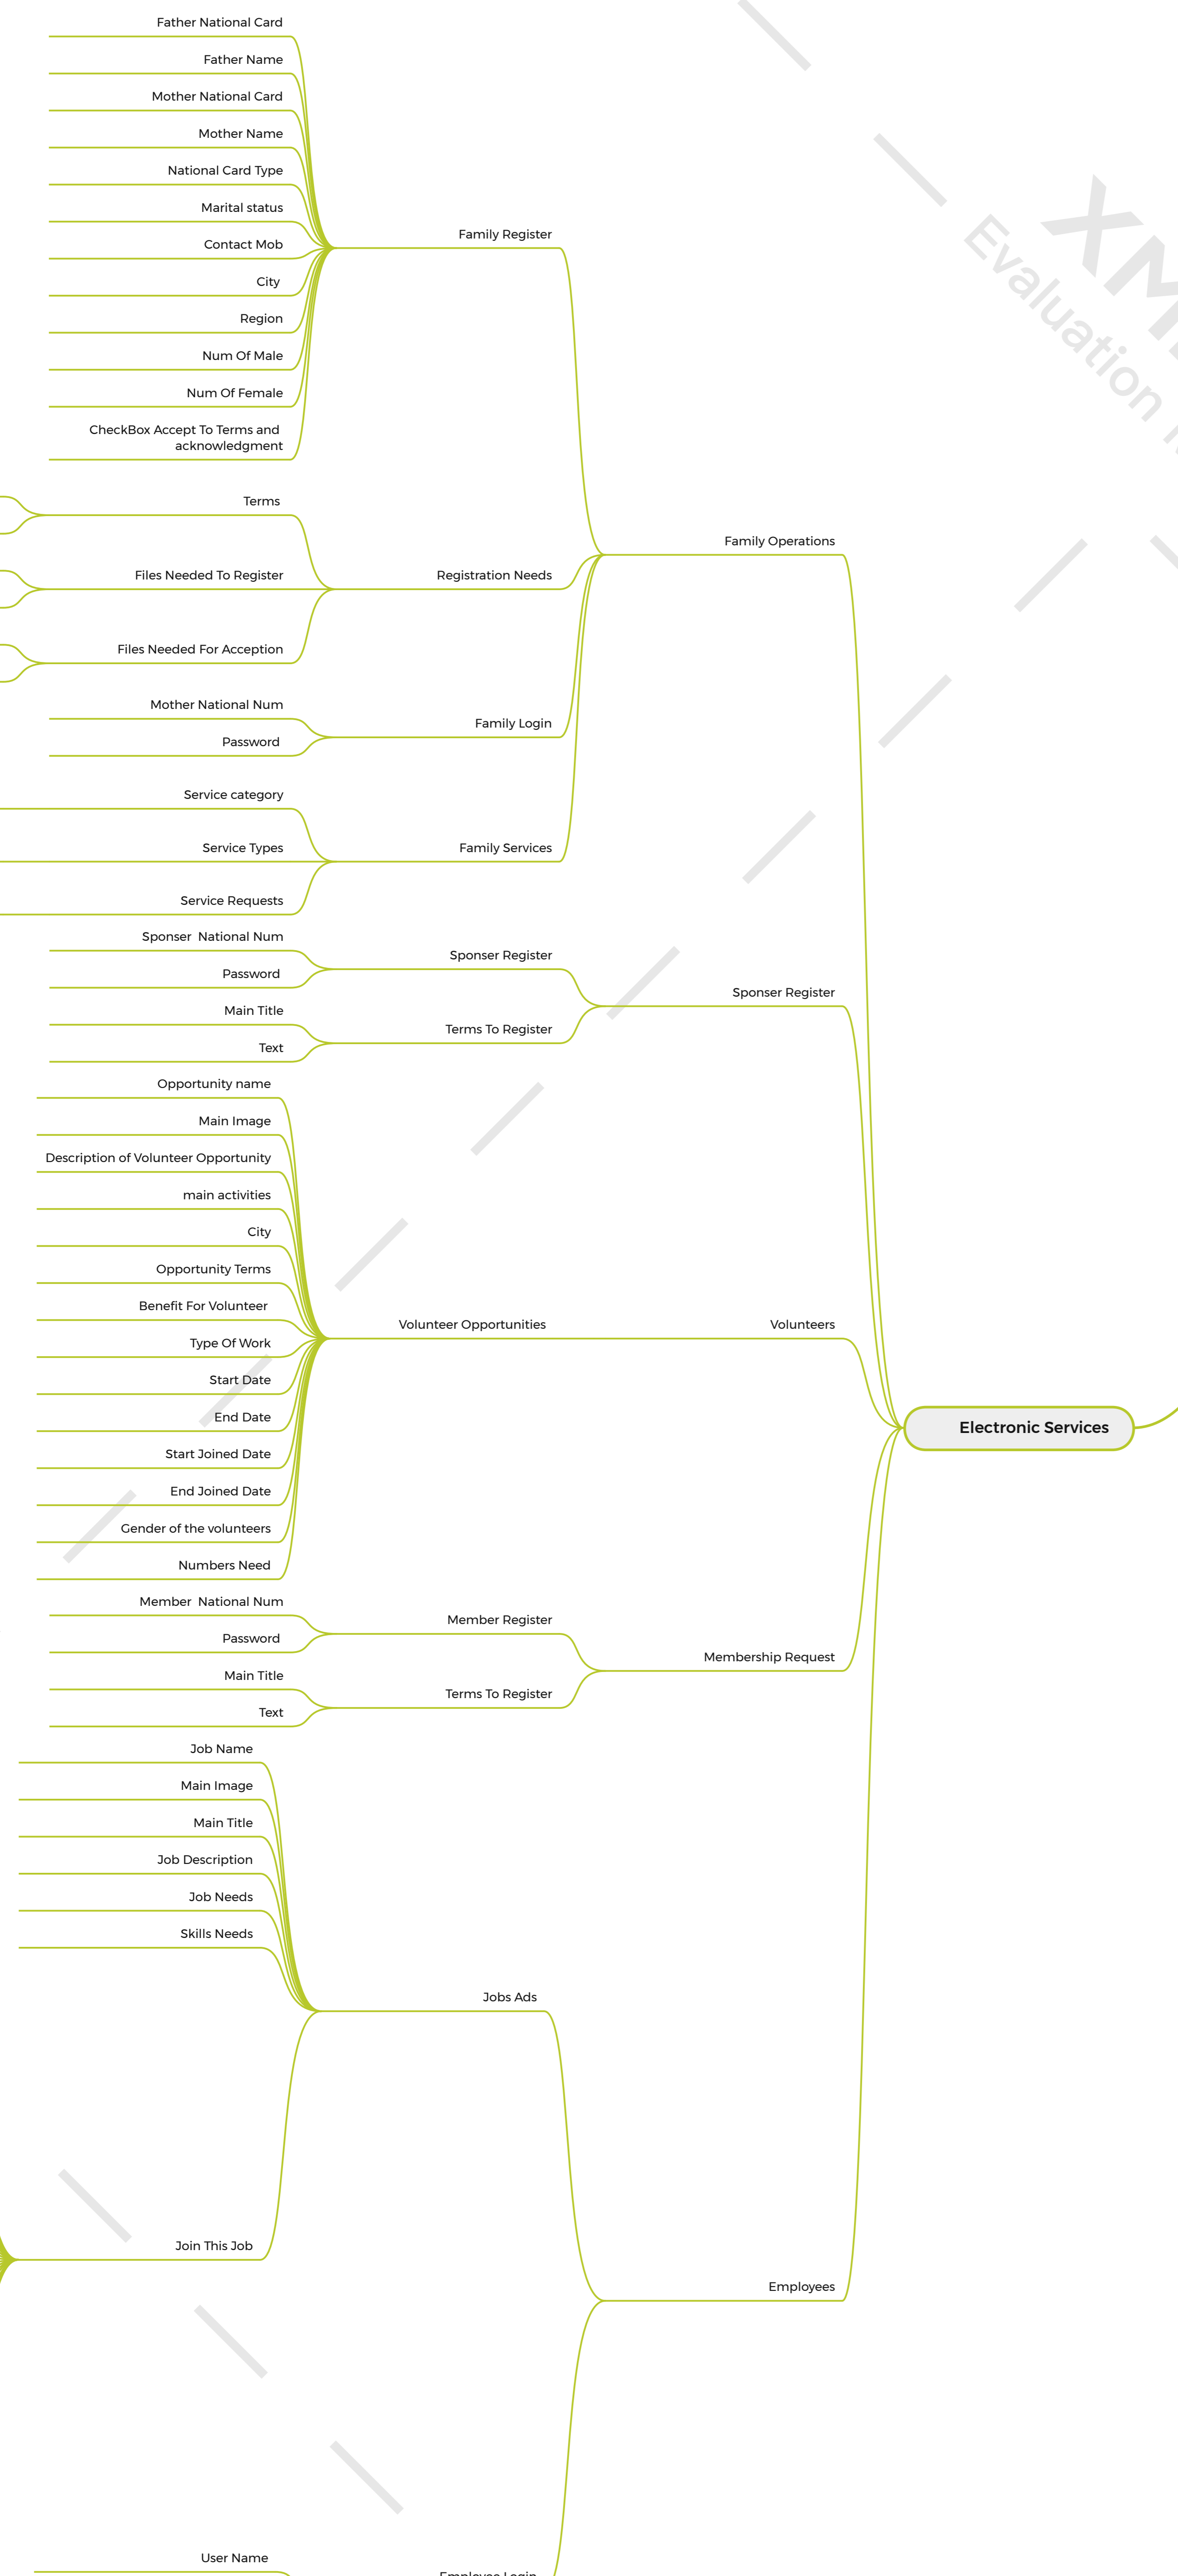 Father National Card
Father Name
Mother National Card
Mother Name
National Card Type
Marital status
Contact Mob
City
Region
Num Of Male
Num Of Female
CheckBox Accept To Terms and
acknowledgment
Family Register
Terms
Files Needed To Register
Files Needed For Acception
Registration Needs
Mother National Num
Password
Family Login
Service category
Service Types
Service Requests
Family Services
Family Operations
Sponser  National Num
Password
Sponser Register
Main Title
Text
Terms To Register
Sponser Register
Opportunity name
Main Image
Description of Volunteer Opportunity
main activities
City
Opportunity Terms
Benefit For Volunteer
Type Of Work
Start Date
End Date
Start Joined Date
End Joined Date
Gender of the volunteers
Numbers Need
Volunteer Opportunities
Volunteers
Member  National Num
Password
Member Register
Main Title
Text
Terms To Register
Membership Request
Job Name
Main Image
Main Title
Job Description
Job Needs
Skills Needs
Join This Job
Jobs Ads
User Name
Employee Login
Employees
Electronic Services
Evaluation